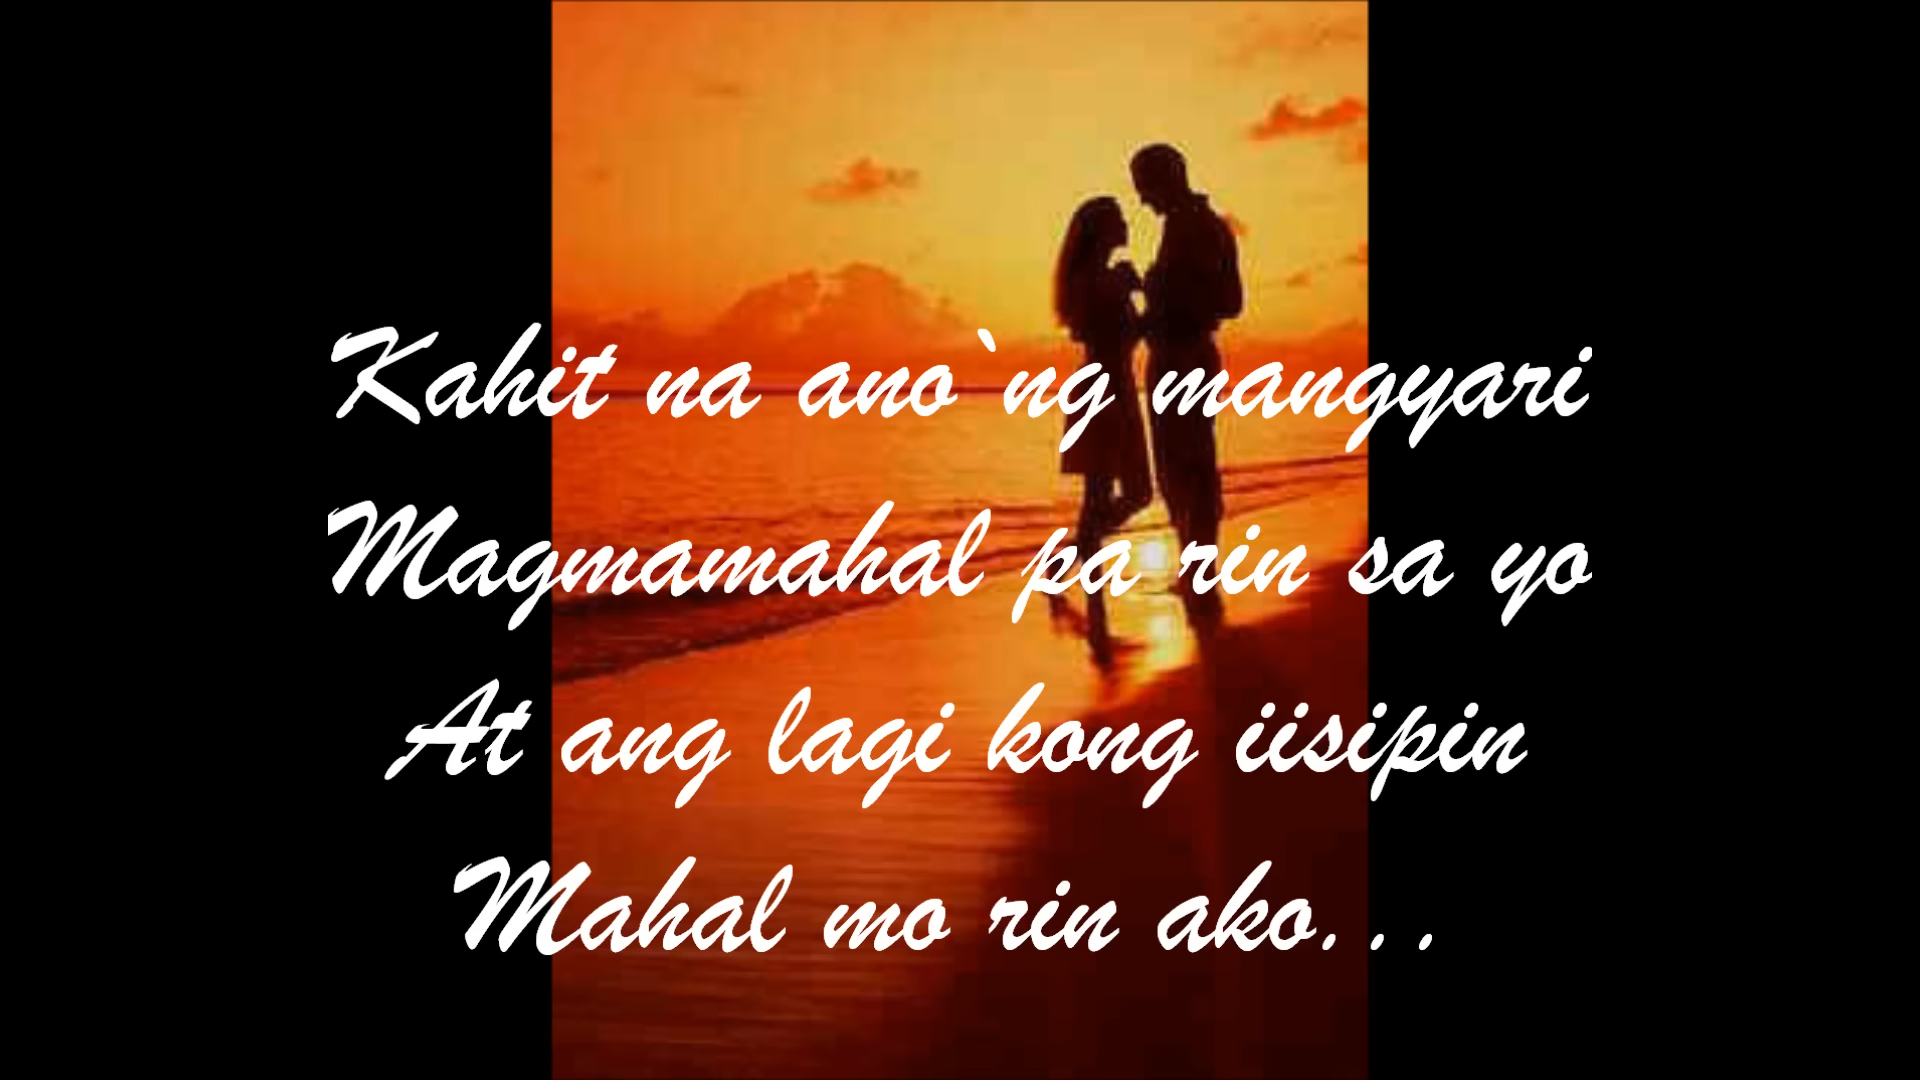 Kahit na ano`ng mangyari
Magmamahal pa rin sa yo
At ang lagi kong iisipin
Mahal mo rin ako...